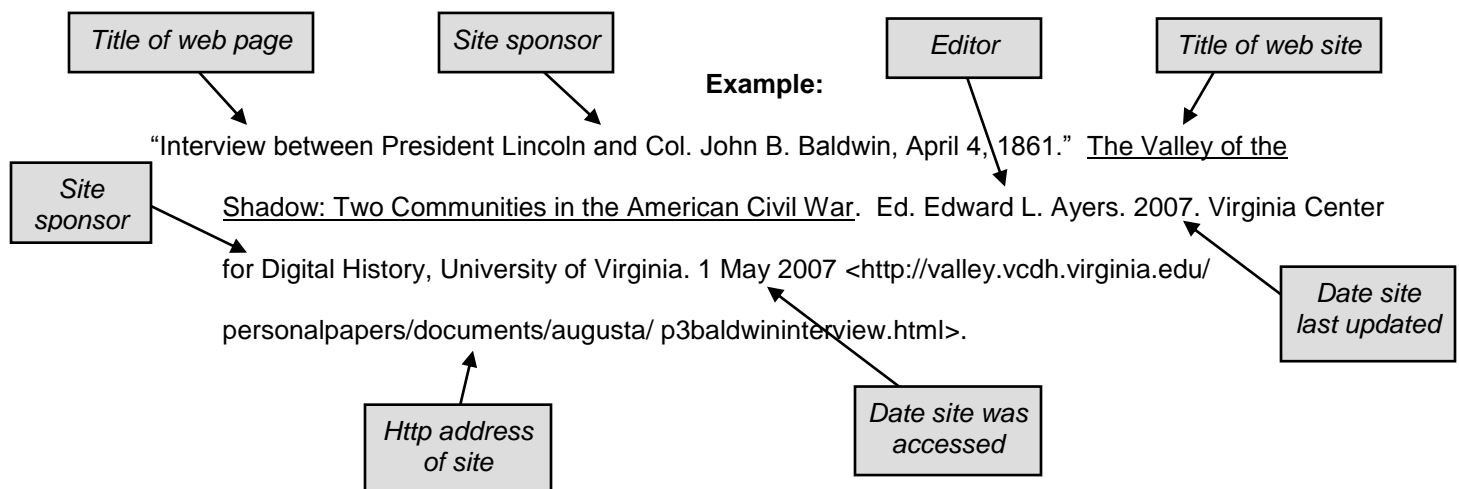 Title of web page
Site sponsor
Editor
Title of web site
Example:
“Interview between President Lincoln and Col. John B. Baldwin, April 4, 1861.” The Valley of the
Site
sponsor
Shadow: Two Communities in the American Civil War. Ed. Edward L. Ayers. 2007. Virginia Center
for Digital History, University of Virginia. 1 May 2007 <http://valley.vcdh.virginia.edu/
Date site
last updated
personalpapers/documents/augusta/ p3baldwininterview.html>.
Http address
of site
Date site was
accessed